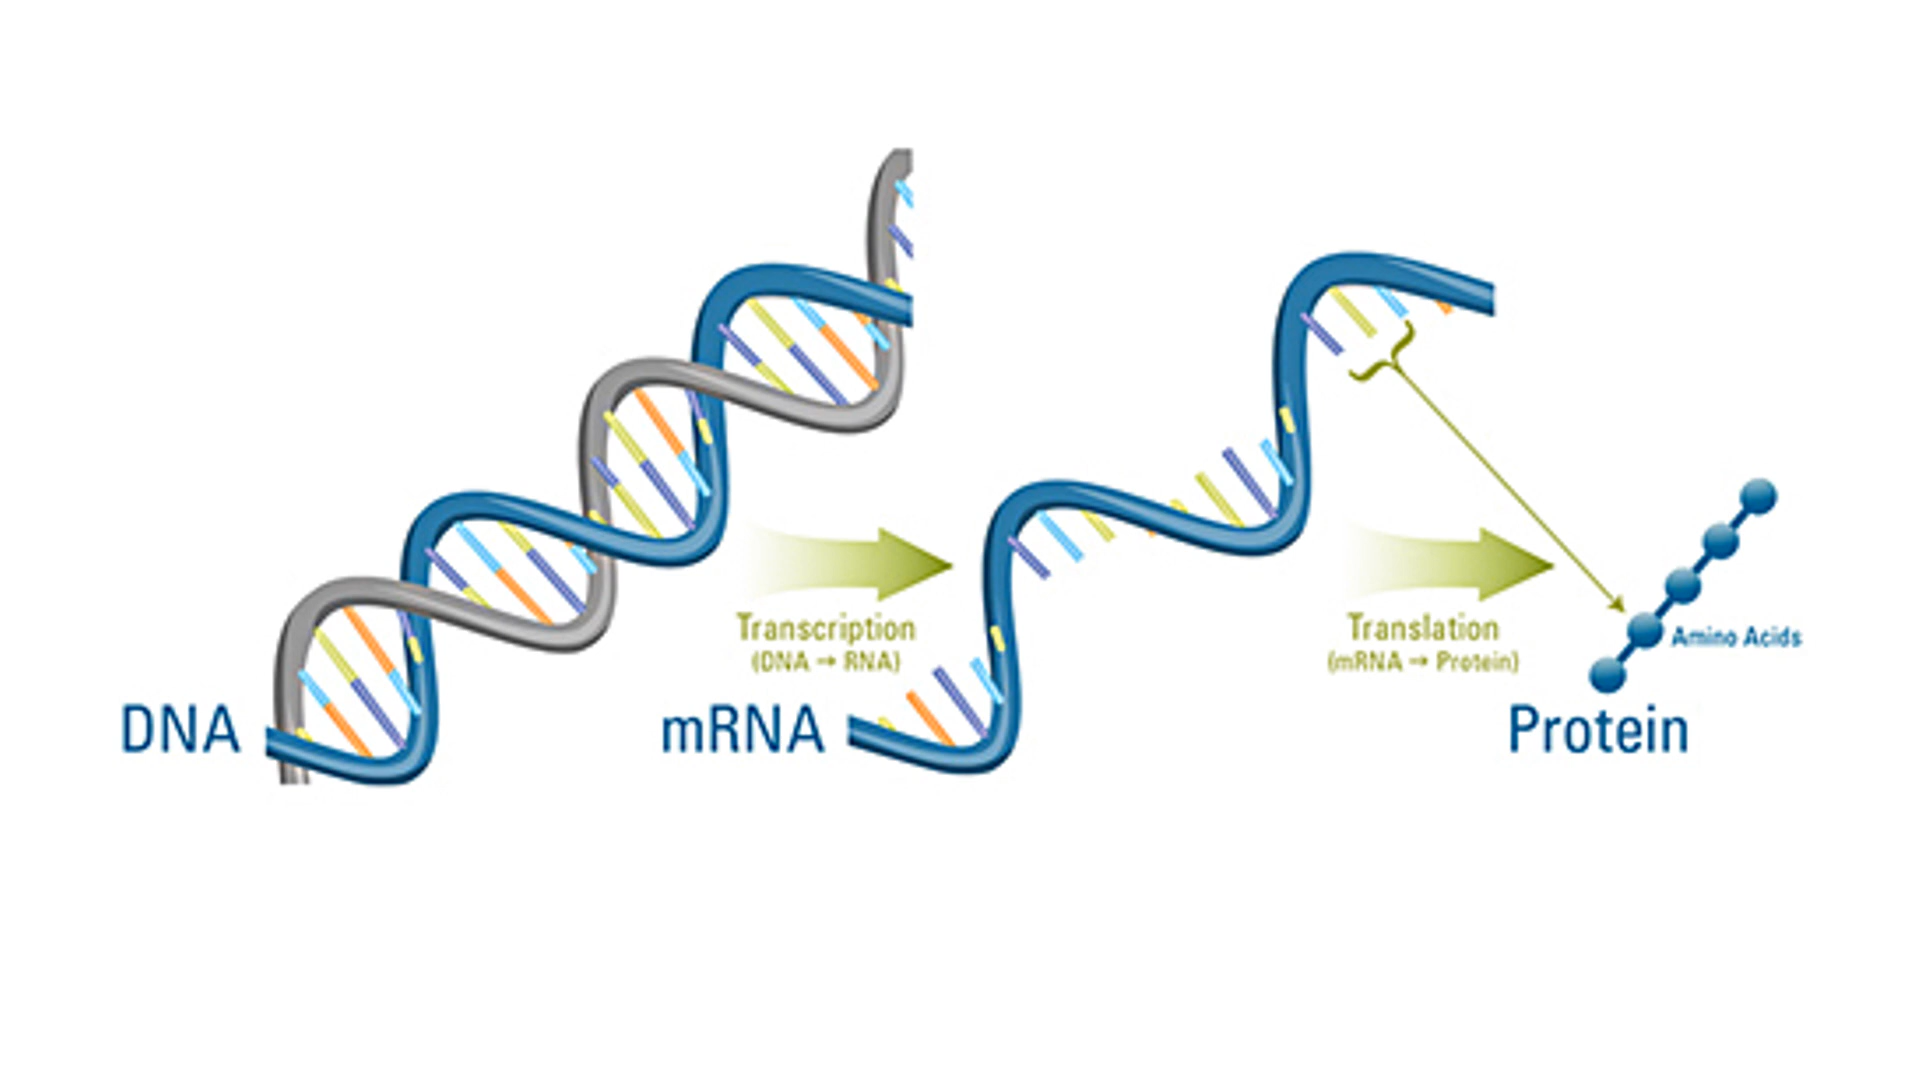 DNA
Transcription
(DNA → RNA)
mRNA
Translation
(mRNA → Protein)
Amino Acids
Protein